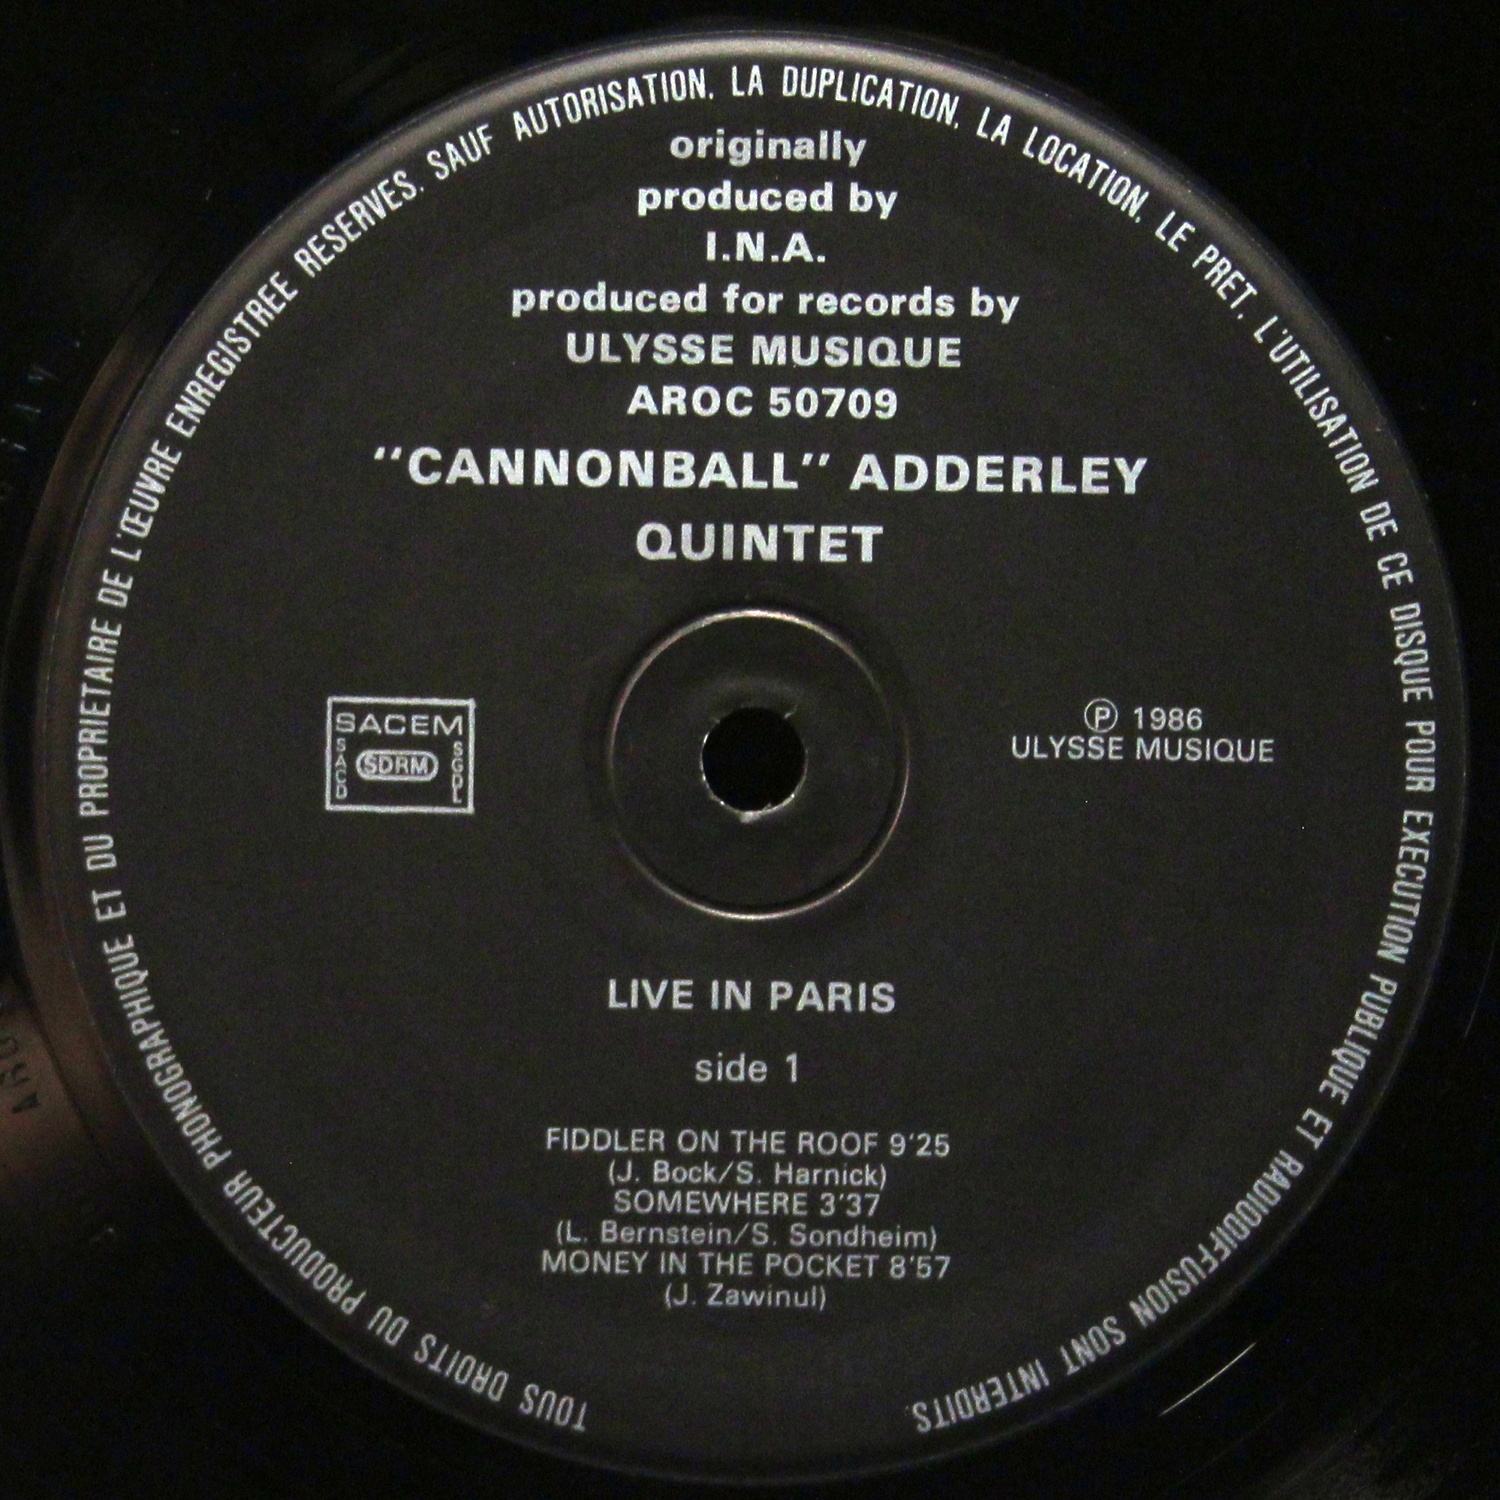 TOUS DROITS DU PRODUCTEUR PHONOGRAPHIQUE ET DU PROPRIETAIRE DE L'ŒUVRE ENREGISTREE RESERVES. SAUF AUTORISATION, LA DUPLICATION, LA LOCATION, LE PRET, L'UTILISATION DE CE DISQUE POUR EXECUTION PUBLIQUE ET RADIODIFFUSION SONT INTERDITS.
originally
produced by
I.N.A.
produced for records by
ULYSSE MUSIQUE
AROC 50709
"CANNONBALL" ADDERLEY
QUINTET
SACEM
SACD
SDRM
SGDL
Ⓟ 1986
ULYSSE MUSIQUE
LIVE IN PARIS
side 1
FIDDLER ON THE ROOF 9'25
(J. Bock/S. Harnick)
SOMEWHERE 3'37
(L. Bernstein/S. Sondheim)
MONEY IN THE POCKET 8'57
(J. Zawinul)